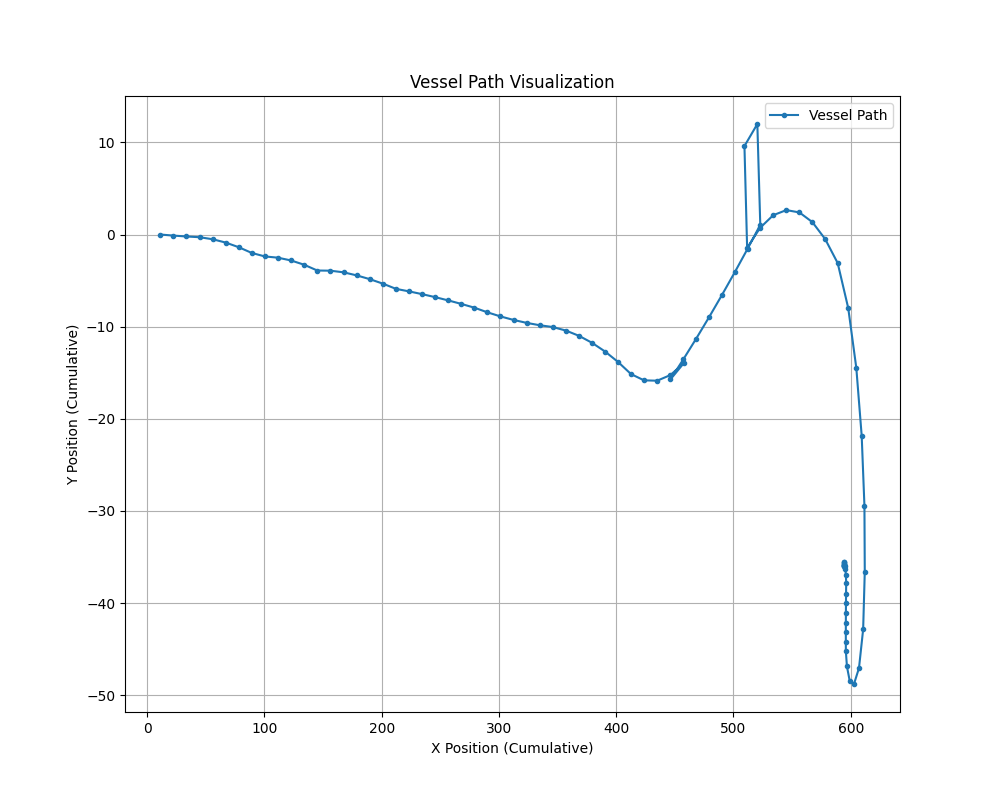 Vessel Path Visualization
Vessel Path
10
0
−10
−20
−30
−40
−50
Y Position (Cumulative)
0 100 200 300 400 500 600
X Position (Cumulative)